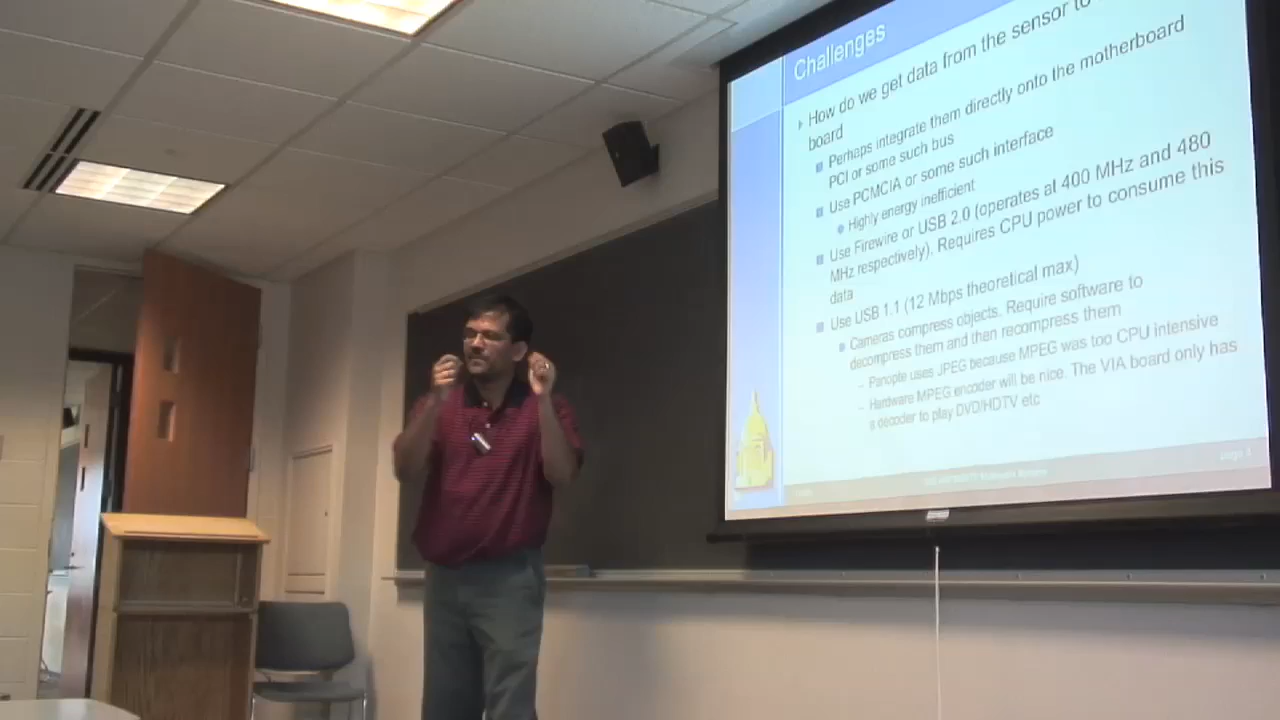 Challenges
How do we get data from the sensor to
board
Perhaps integrate them directly onto the motherboard
PCI or some such bus
Use PCMCIA or some such interface
Highly energy inefficient
Use Firewire or USB 2.0 (operates at 400 MHz and 480
MHz respectively). Requires CPU power to consume this
data
Use USB 1.1 (12 Mbps theoretical max)
Cameras compress objects. Require software to
decompress them and then recompress them
– Panople uses JPEG because MPEG was too CPU intensive
– Hardware MPEG encoder will be nice. The VIA board only has
a decoder to play DVD/HDTV etc